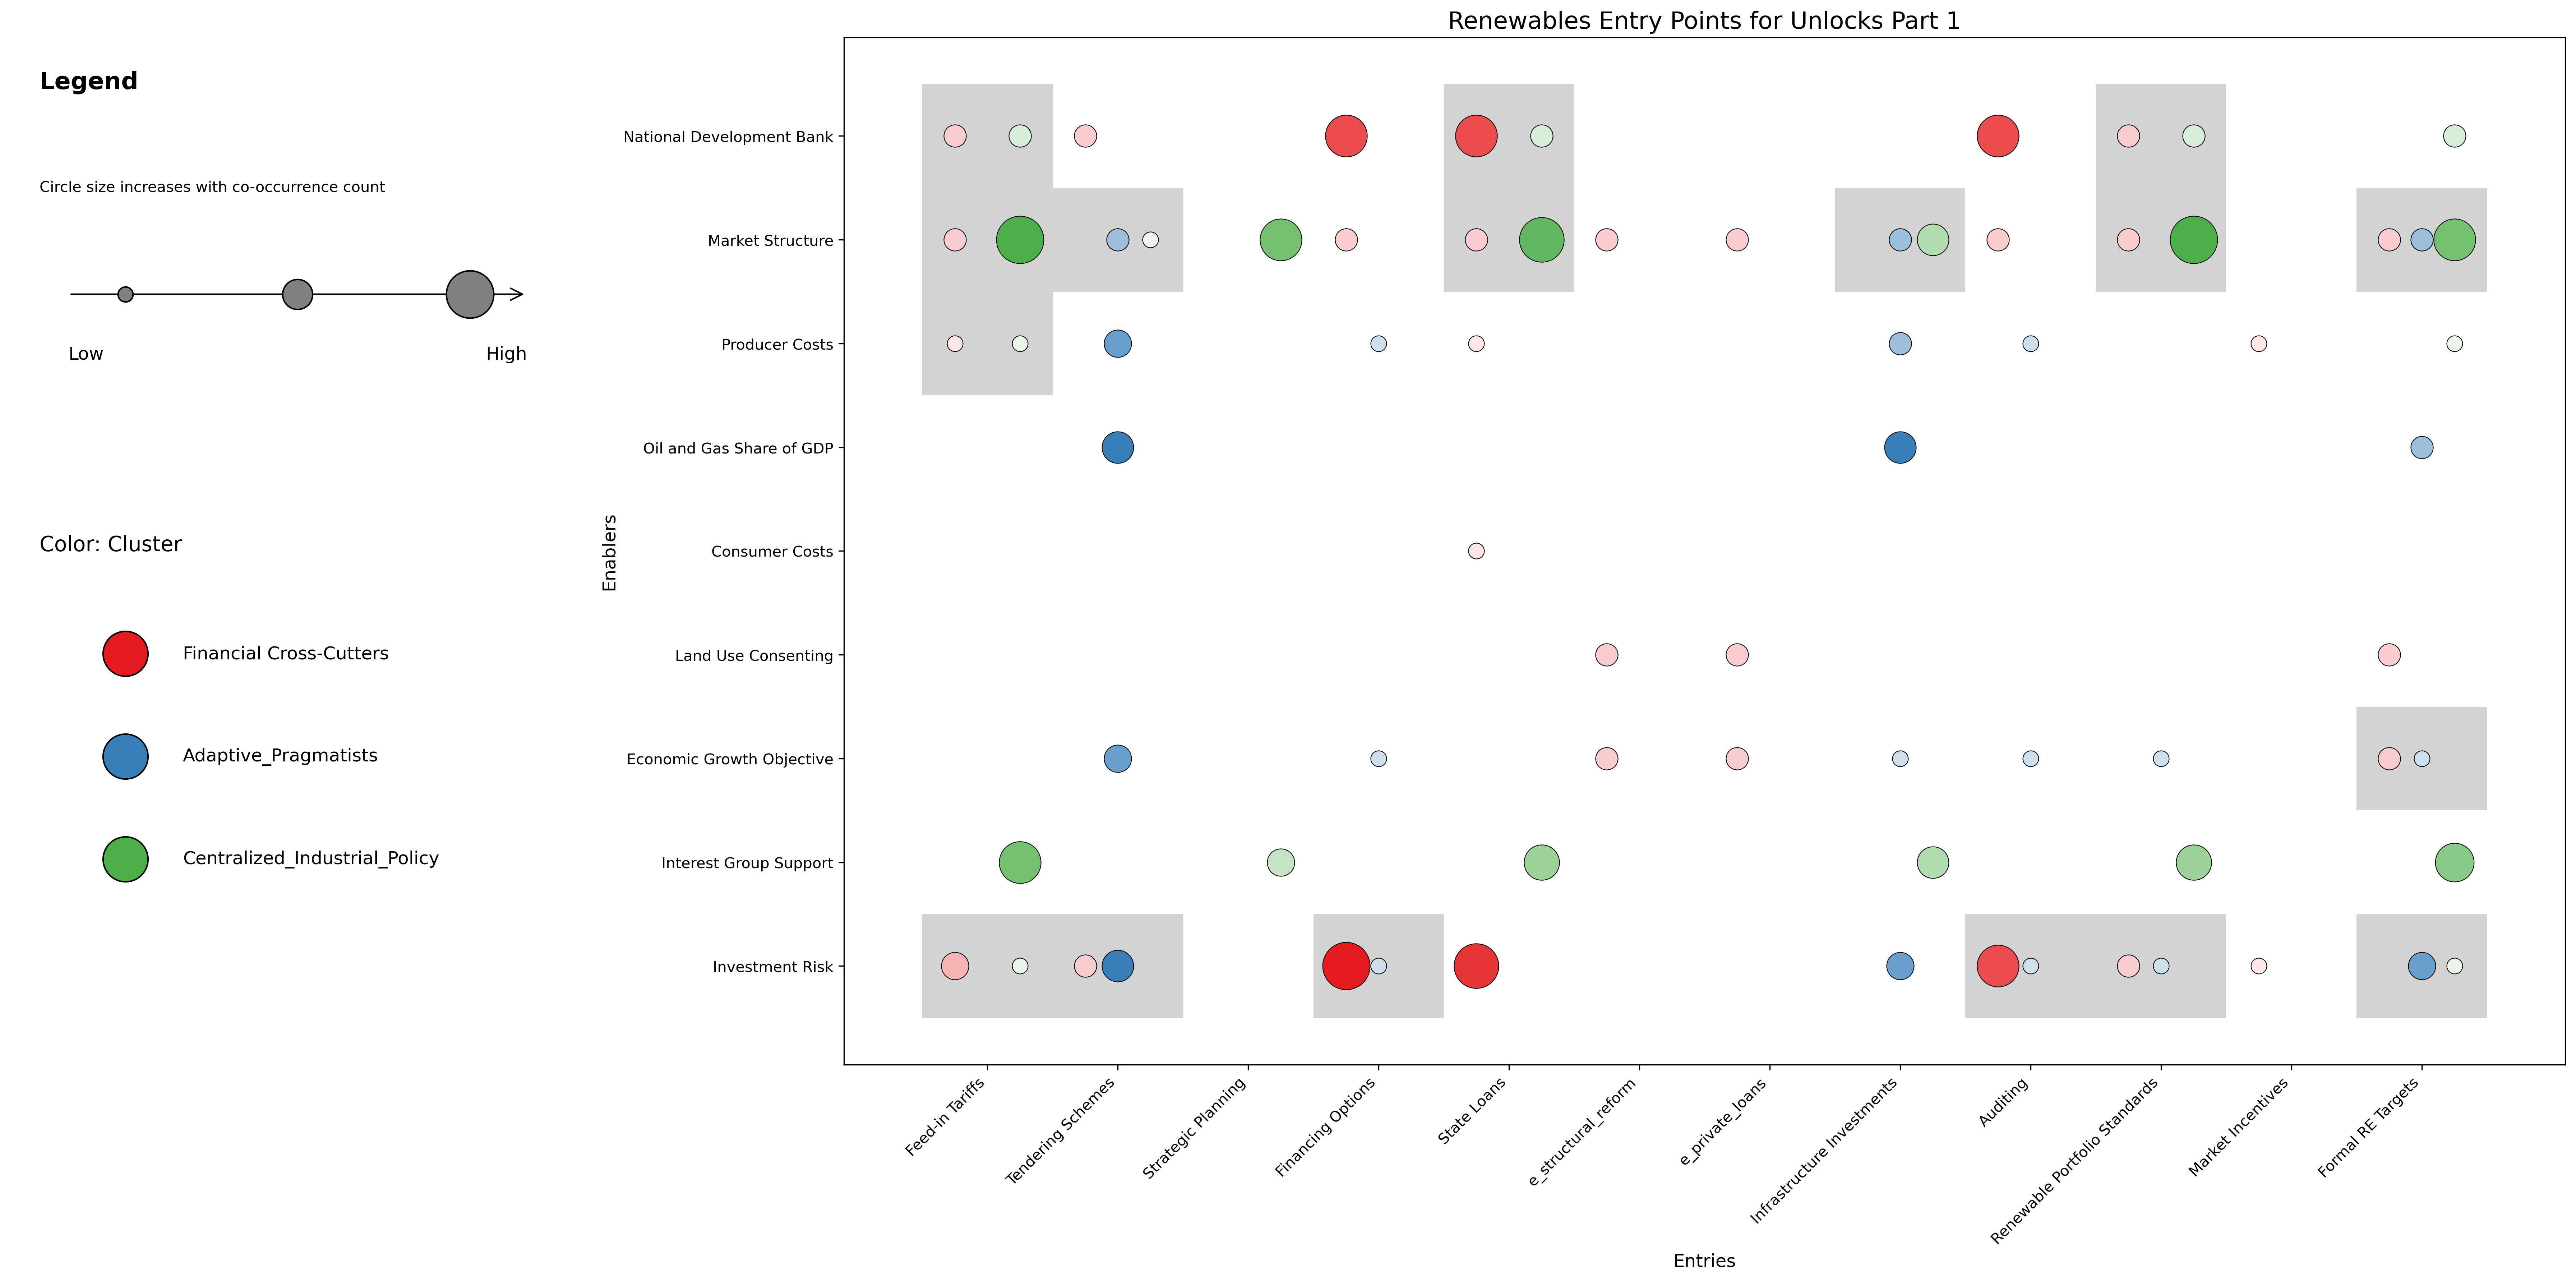 Renewables Entry Points for Unlocks Part 1
Legend
Circle size increases with co-occurrence count
Low
High
Color: Cluster
Financial Cross-Cutters
Adaptive_Pragmatists
Centralized_Industrial_Policy
Enablers
National Development Bank
Market Structure
Producer Costs
Oil and Gas Share of GDP
Consumer Costs
Land Use Consenting
Economic Growth Objective
Interest Group Support
Investment Risk
Feed-in Tariffs
Tendering Schemes
Strategic Planning
Financing Options
State Loans
e_structural_reform
e_private_loans
Infrastructure Investments
Auditing
Renewable Portfolio Standards
Market Incentives
Formal RE Targets
Entries